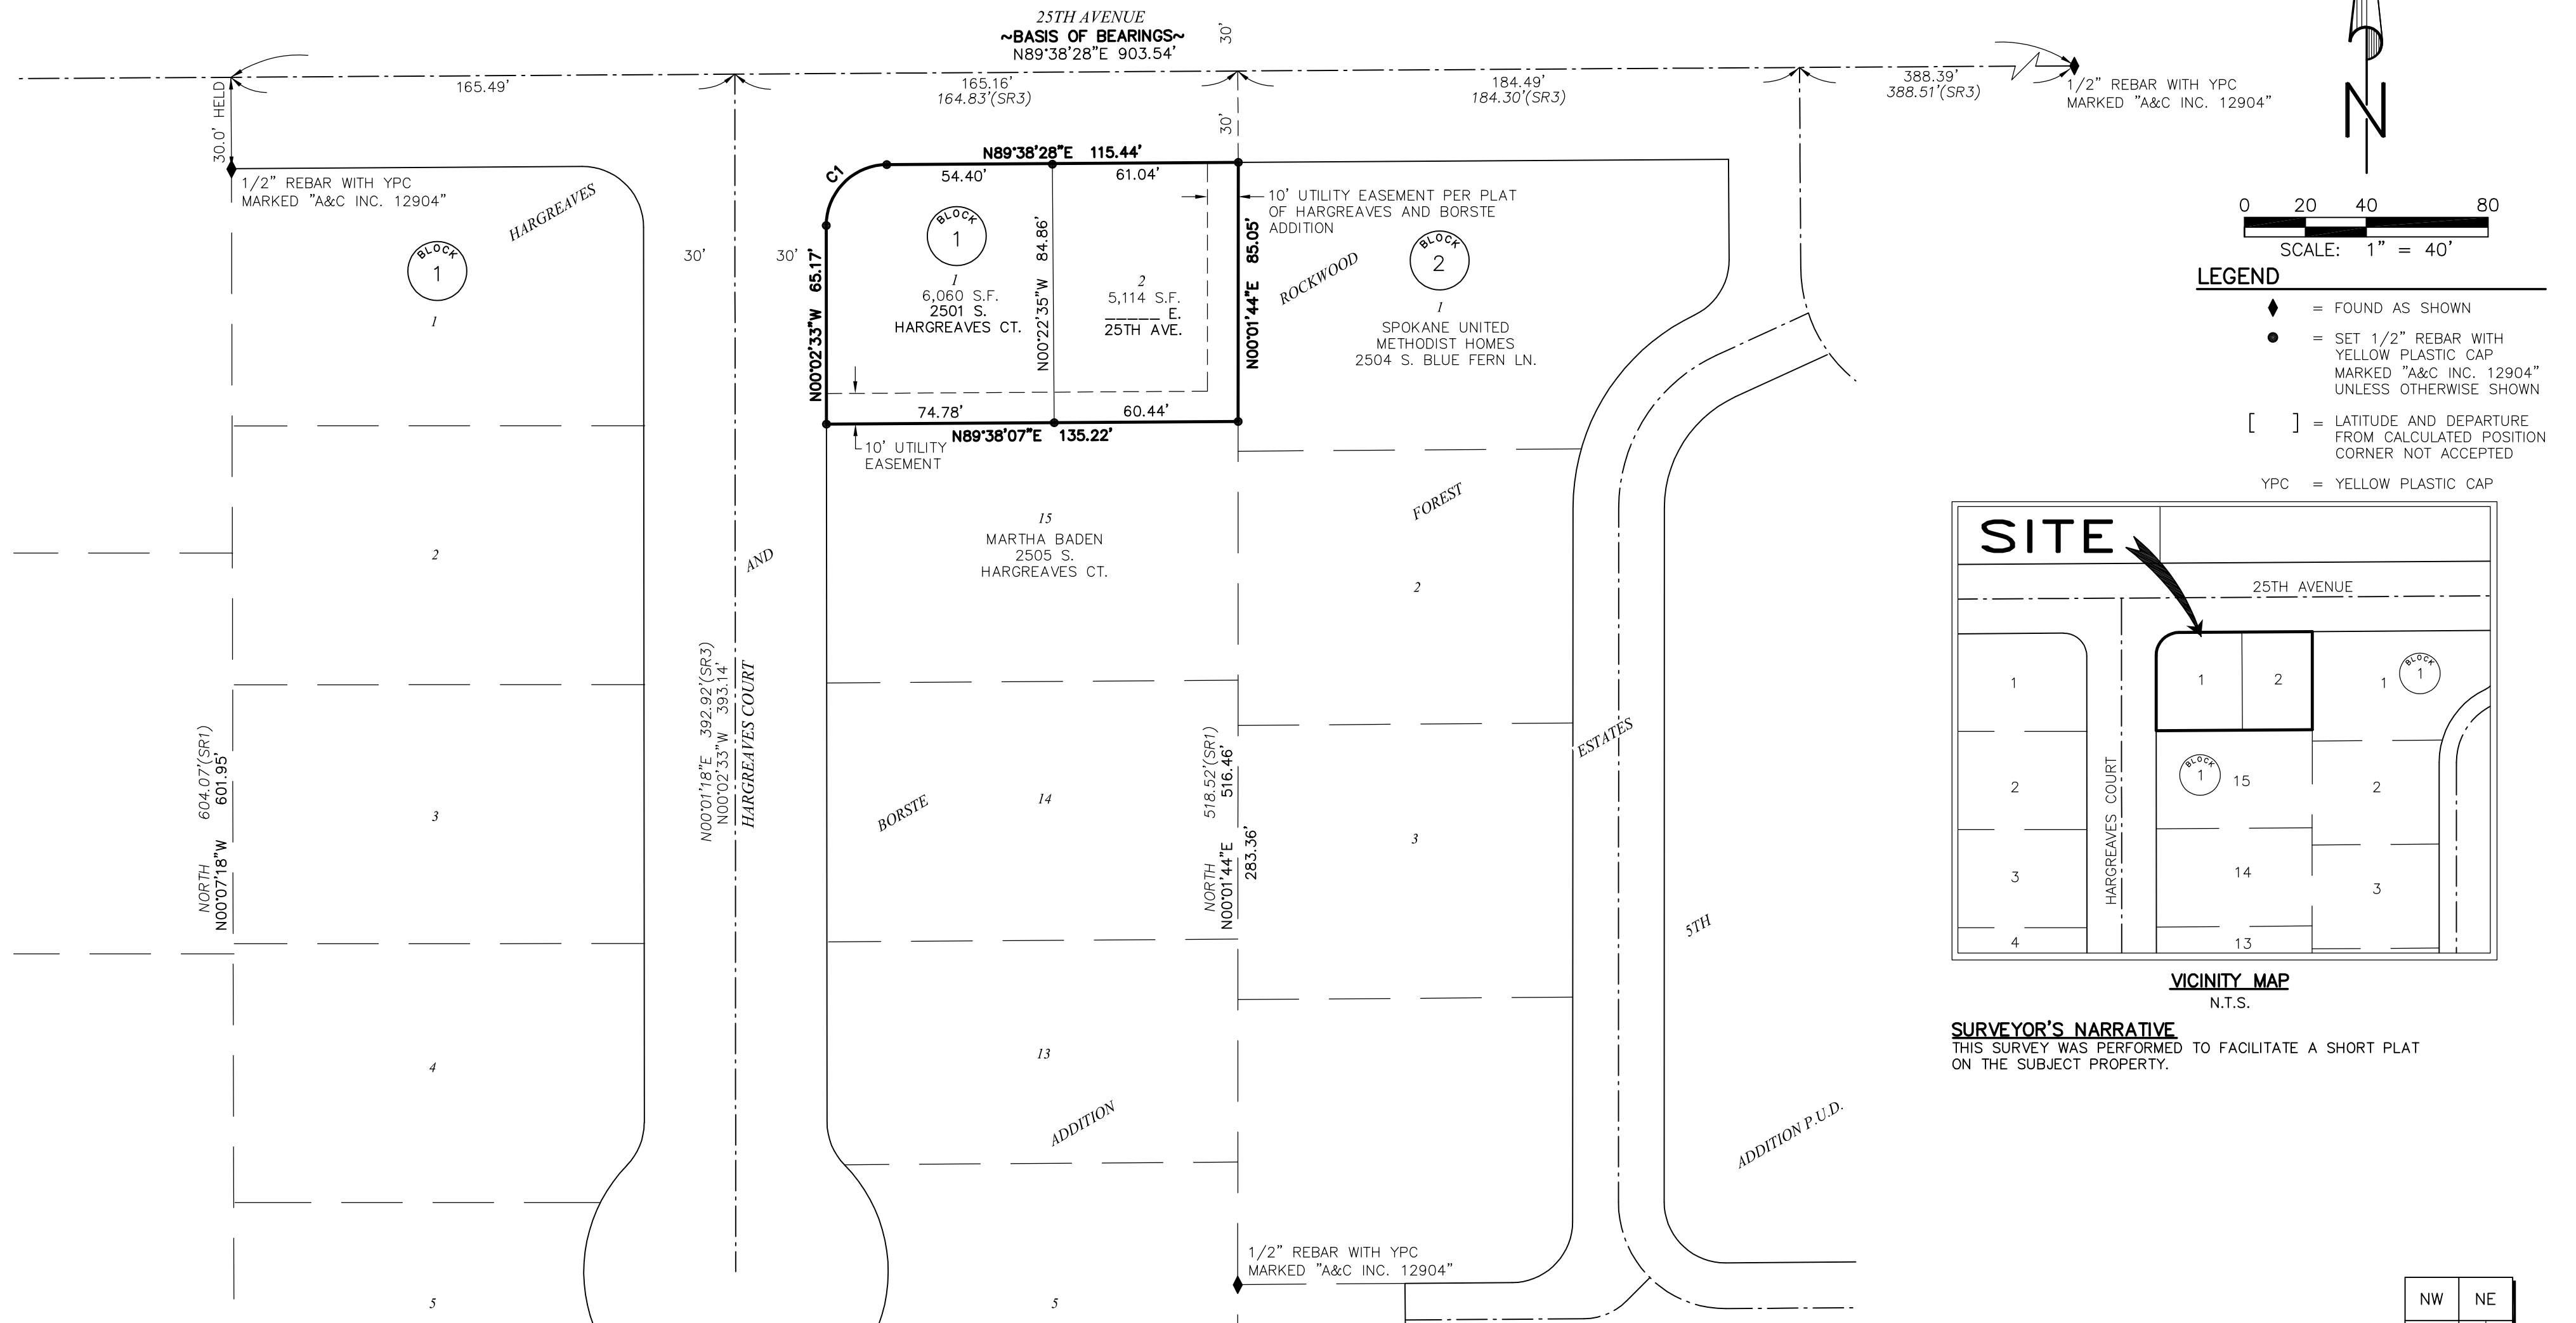 25TH AVENUE
~BASIS OF BEARINGS~
N89°38'28"E 903.54'
30'
30'
165.49'
165.16'
164.83'(SR3)
184.49'
184.30'(SR3)
388.39'
388.51'(SR3)
1/2" REBAR WITH YPC
MARKED "A&C INC. 12904"
30.0' HELD
1/2" REBAR WITH YPC
MARKED "A&C INC. 12904"
HARGREAVES
BLOCK
1
1
2
3
4
5
NORTH 604.07'(SR1)
N00°07'18"W 601.95'
30'
30'
AND
N00°01'18"E 392.92'(SR3)
N00°02'33"W 393.14'
HARGREAVES COURT
C1
N89°38'28"E 115.44'
54.40'
61.04'
N00°02'33"W 65.17'
BLOCK
1
1
6,060 S.F.
2501 S.
HARGREAVES CT.
N00°22'35"W 84.86'
2
5,114 S.F.
_____ E.
25TH AVE.
N00°01'44"E 85.05'
10' UTILITY EASEMENT PER PLAT
OF HARGREAVES AND BORSTE
ADDITION
74.78'
60.44'
N89°38'07"E 135.22'
10' UTILITY
EASEMENT
15
MARTHA BADEN
2505 S.
HARGREAVES CT.
BORSTE
14
13
ADDITION
5
NORTH 518.52'(SR1)
N00°01'44"E 516.46'
283.36'
1/2" REBAR WITH YPC
MARKED "A&C INC. 12904"
ROCKWOOD
BLOCK
2
1
SPOKANE UNITED
METHODIST HOMES
2504 S. BLUE FERN LN.
FOREST
2
ESTATES
3
5TH
ADDITION P.U.D.
N
0 20 40 80
SCALE: 1" = 40'
LEGEND
= FOUND AS SHOWN
= SET 1/2" REBAR WITH
YELLOW PLASTIC CAP
MARKED "A&C INC. 12904"
UNLESS OTHERWISE SHOWN
[ ] = LATITUDE AND DEPARTURE
FROM CALCULATED POSITION
CORNER NOT ACCEPTED
YPC = YELLOW PLASTIC CAP
SITE
25TH AVENUE
1
2
3
4
HARGREAVES COURT
1
2
BLOCK
1
15
14
13
1
BLOCK
1
2
3
VICINITY MAP
N.T.S.
SURVEYOR'S NARRATIVE
THIS SURVEY WAS PERFORMED TO FACILITATE A SHORT PLAT
ON THE SUBJECT PROPERTY.
NW NE